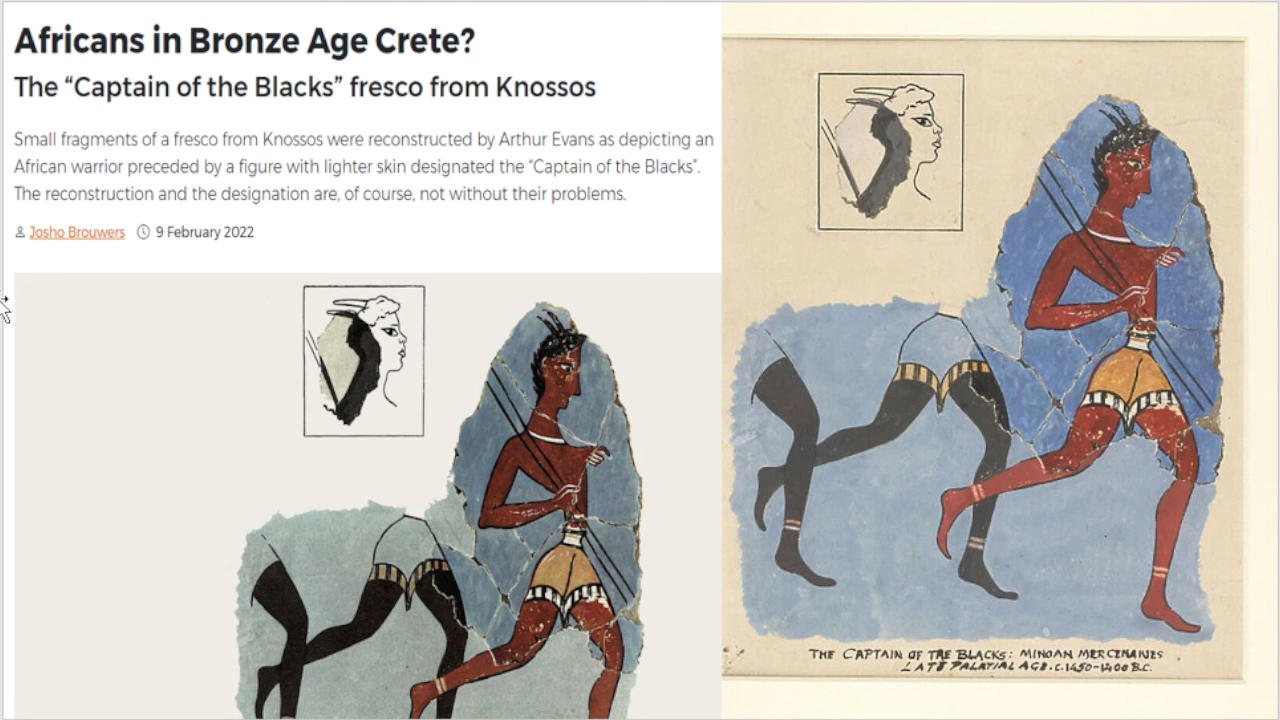 Africans in Bronze Age Crete?
The “Captain of the Blacks” fresco from Knossos
Small fragments of a fresco from Knossos were reconstructed by Arthur Evans as depicting an
African warrior preceded by a figure with lighter skin designated the “Captain of the Blacks”.
The reconstruction and the designation are, of course, not without their problems.
Josho Brouwers 9 February 2022
THE CAPTAIN OF THE BLACKS: MINOAN MERCENARIES
LATE PALATIAL AGE. C.1450-1400 B.C.